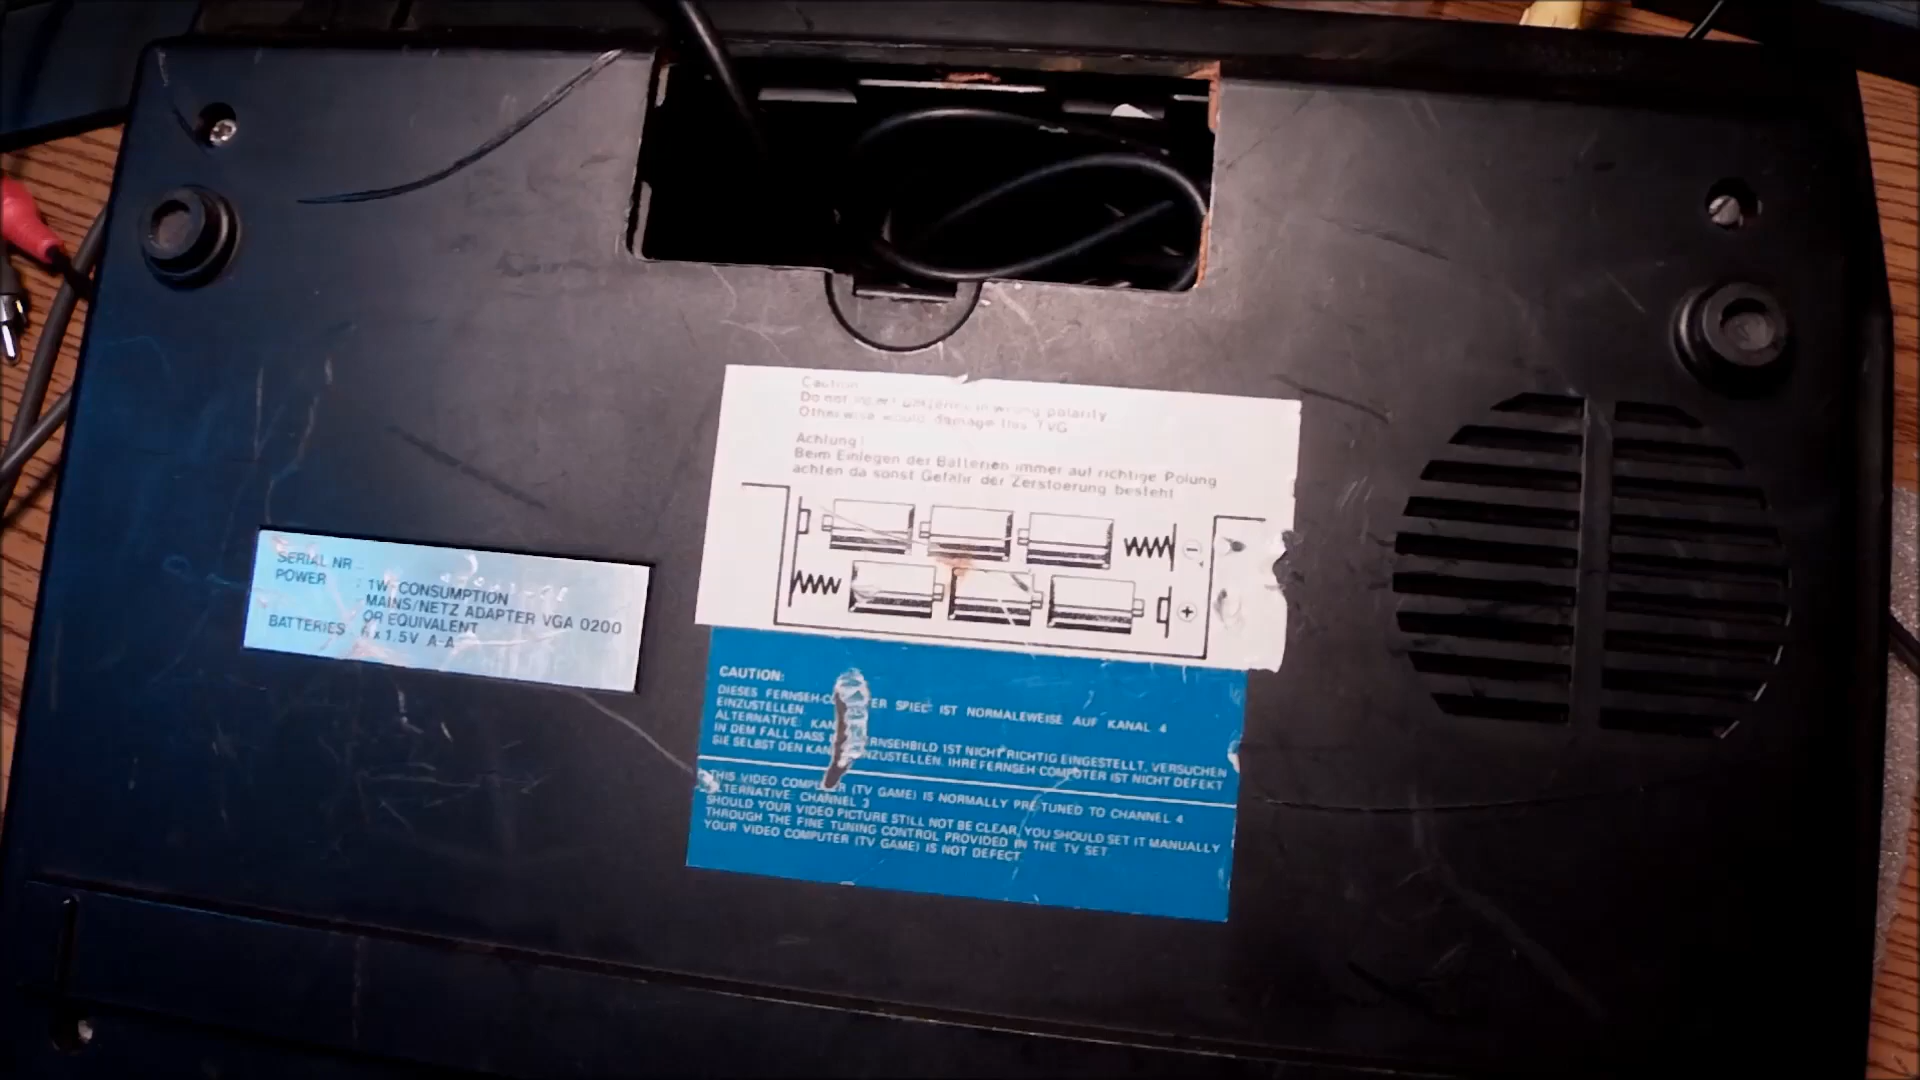 Caution:
Do not insert batteries in wrong polarity
Otherwise would damage this TVG
Achtung!
Beim Einlegen der Batterien immer auf richtige Polung
achten da sonst Gefahr der Zerstoerung besteht
SERIAL NR
POWER : 1W-CONSUMPTION
MAINS/NETZ ADAPTER VGA 0200
OR EQUIVALENT
BATTERIES 6 x 1.5V A-A
CAUTION:
DIESES SPIEL IST NORMALEWEISE AUF KANAL 4
EINZUSTELLEN.
ALTERNATIVE:
IN DEM FALL DASS IST NICHT RICHTIG EINGESTELLT, VERSUCHEN
SIE SELBST DEN IHRE FERNSEH COMPUTER IST NICHT DEFEKT
THIS VIDEO COMPUTER (TV GAME) IS NORMALLY PRE-TUNED TO CHANNEL 4
ALTERNATIVE: CHANNEL 3
SHOULD YOUR VIDEO PICTURE STILL NOT BE CLEAR, YOU SHOULD SET IT MANUALLY
THROUGH THE FINE TUNING CONTROL PROVIDED IN THE TV SET.
YOUR VIDEO COMPUTER (TV GAME) IS NOT DEFECT.